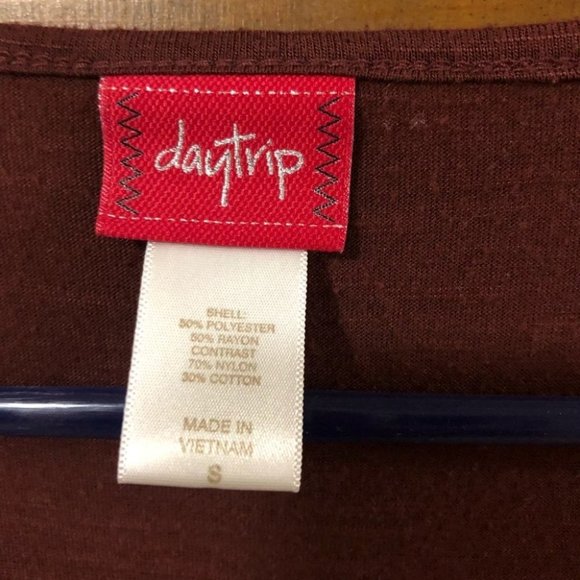 daytrip
SHELL:
50% POLYESTER
50% RAYON
CONTRAST
70% NYLON
30% COTTON
MADE IN
VIETNAM
S